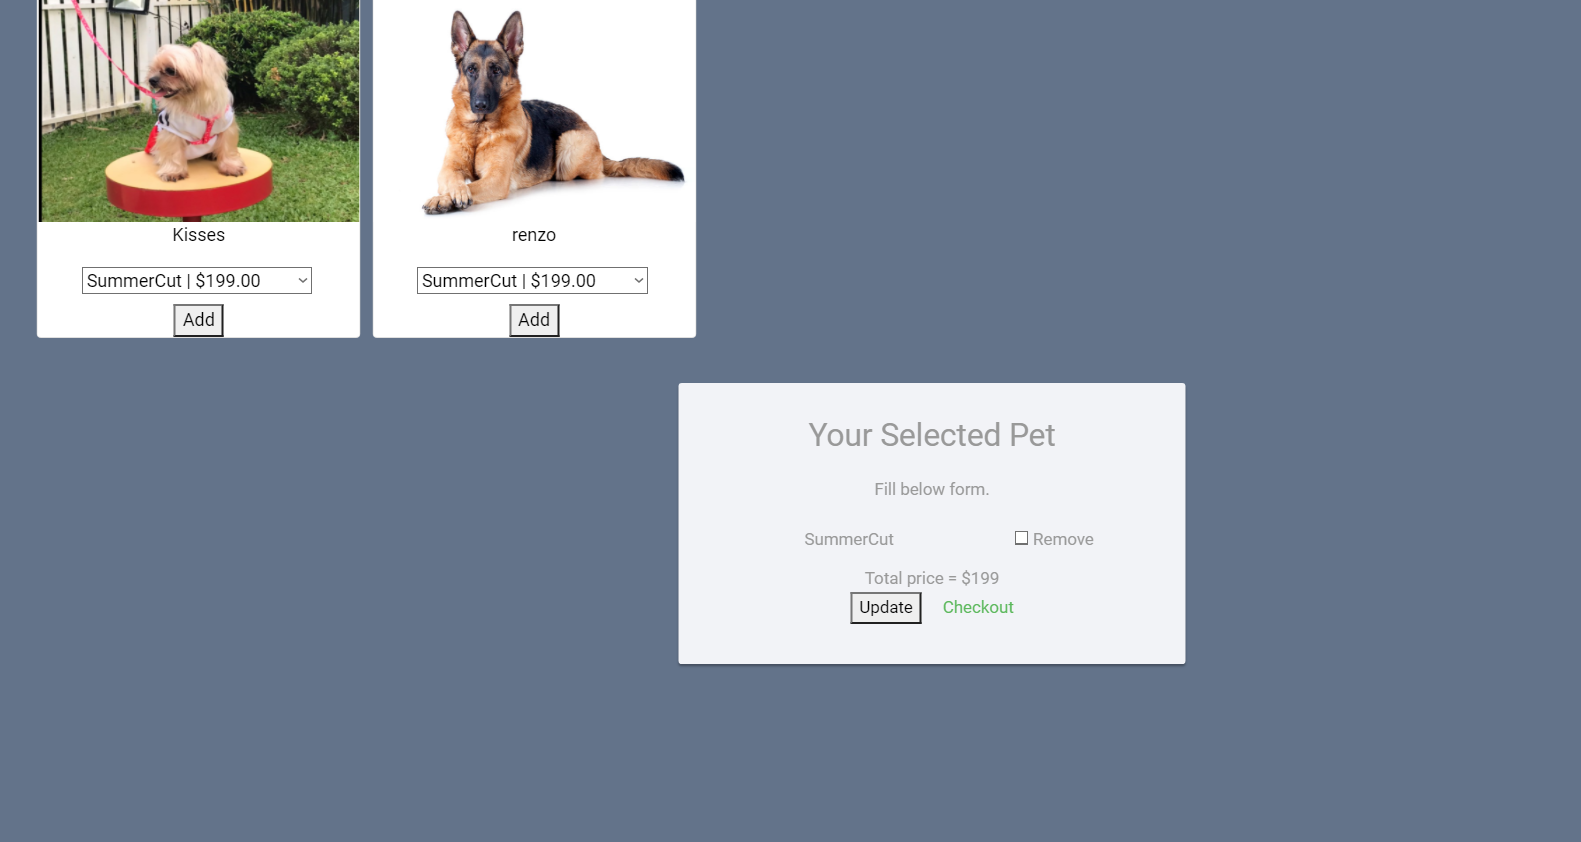 Kisses
SummerCut | $199.00
Add
renzo
SummerCut | $199.00
Add
Your Selected Pet
Fill below form.
SummerCut
Remove
Total price = $199
Update
Checkout